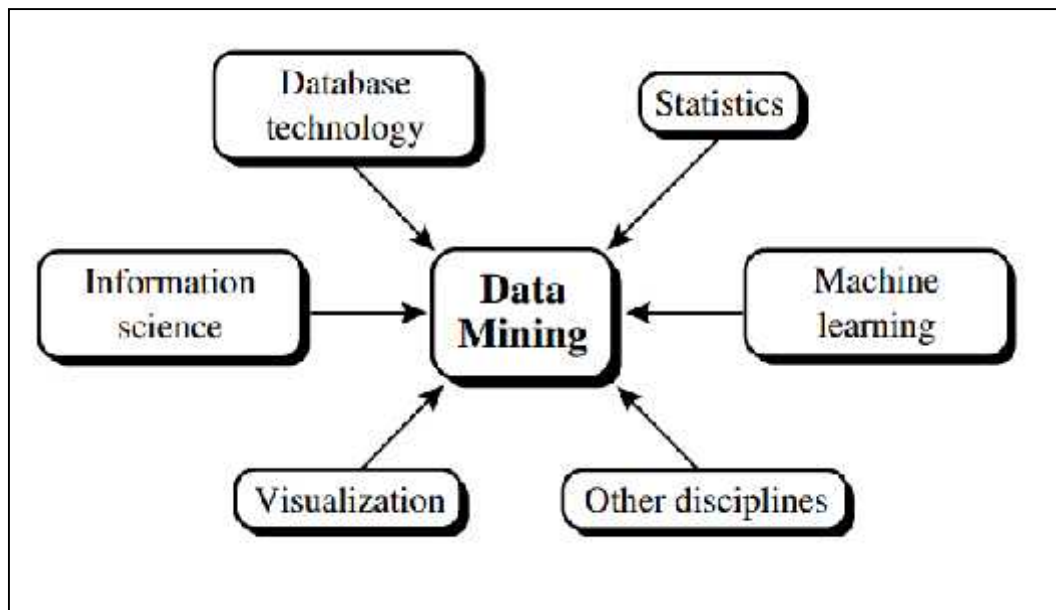 Database
technology
Statistics
Information
science
Data
Mining
Machine
learning
Visualization
Other disciplines